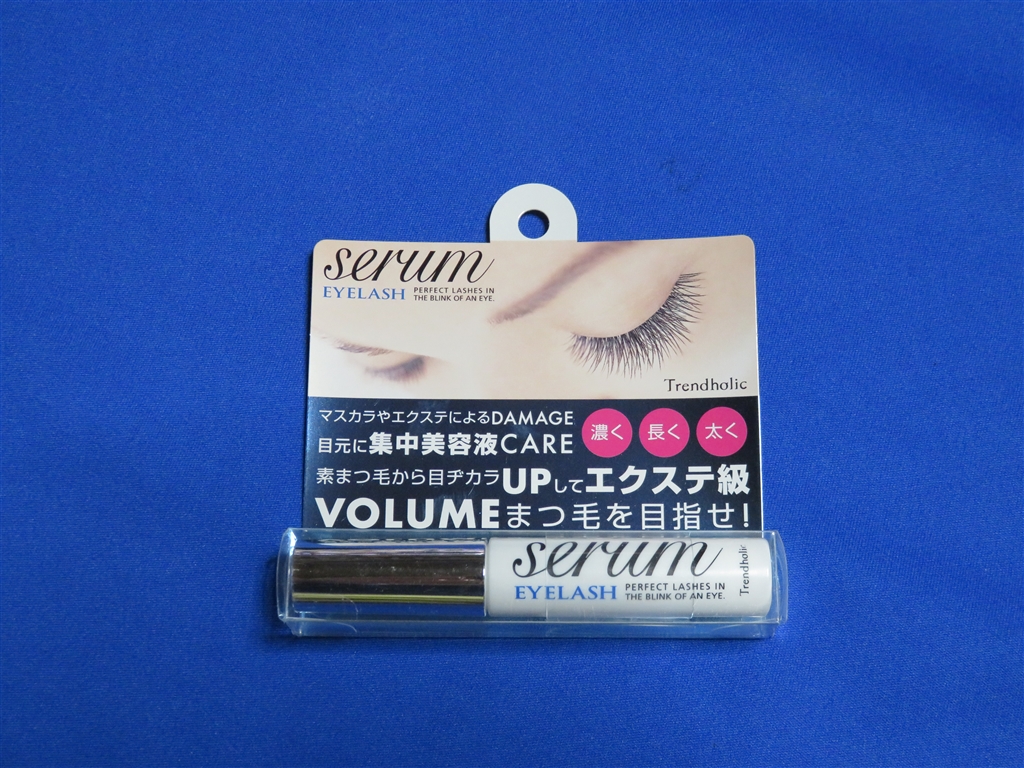 serum
EYELASH PERFECT LASHES IN
THE BLINK OF AN EYE.
Trendholic
マスカラやエクステによるDAMAGE
目元に集中美容液CARE
濃く 長く 太く
素まつ毛から目ヂカラUPしてエクステ級
VOLUMEまつ毛を目指せ!
serum
EYELASH PERFECT LASHES IN
THE BLINK OF AN EYE.
Trendholic